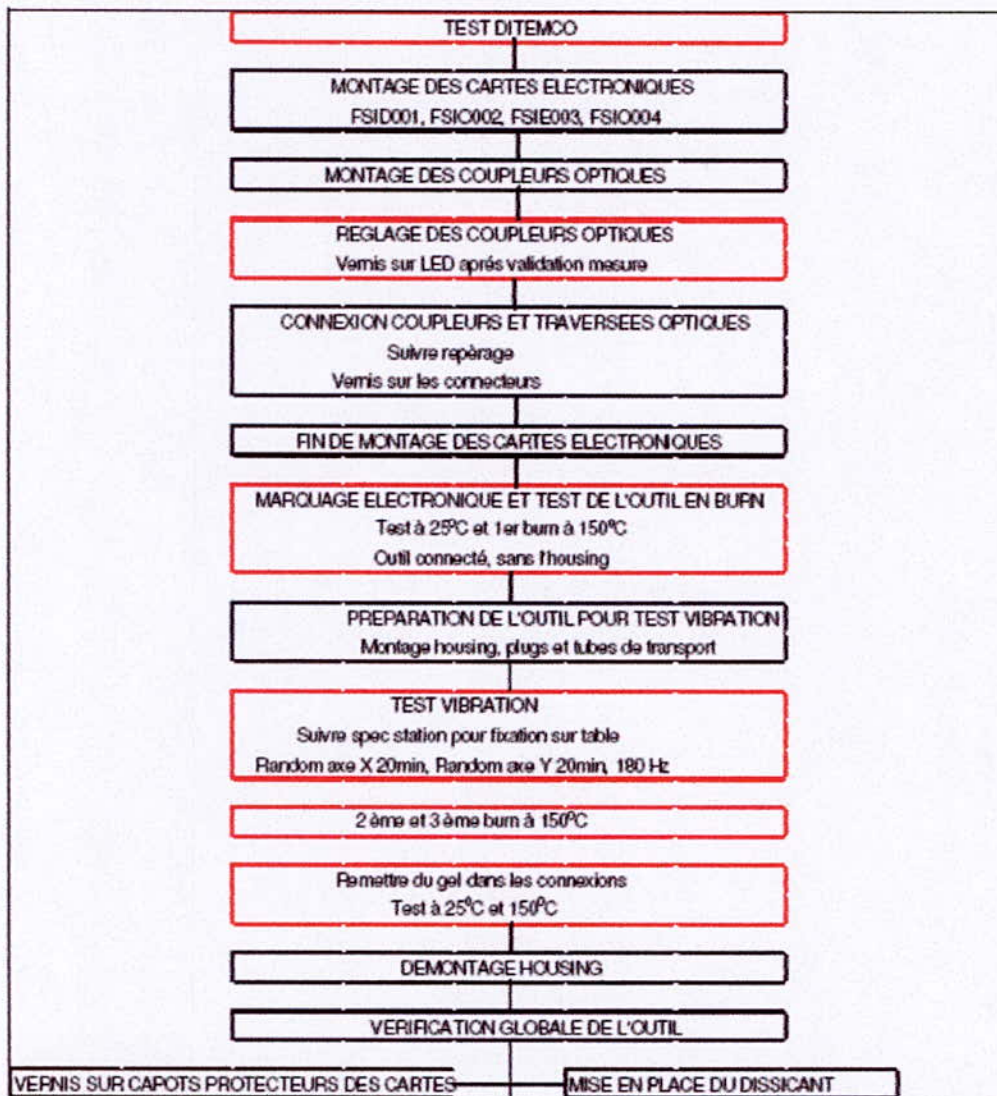 TEST DITEMCO
MONTAGE DES CARTES ELECTRONIQUES
FSID001, FSIO002, FSIE003, FSIO004
MONTAGE DES COUPLEURS OPTIQUES
REGLAGE DES COUPLEURS OPTIQUES
Vernis sur LED aprés validation mesure
CONNEXION COUPLEURS ET TRAVERSEES OPTIQUES
Suivre repèrage
Vernis sur les connecteurs
FIN DE MONTAGE DES CARTES ELECTRONIQUES
MARQUAGE ELECTRONIQUE ET TEST DE L'OUTIL EN BURN
Test à 25°C et 1er burn à 150°C
Outil connecté, sans l'housing
PREPARATION DE L'OUTIL POUR TEST VIBRATION
Montage housing, plugs et tubes de transport
TEST VIBRATION
Suivre spec station pour fixation sur table
Random axe X 20min, Random axe Y 20min, 180 Hz
2 ème et 3 ème burn à 150°C
Remettre du gel dans les connexions
Test à 25°C et 150°C
DEMONTAGE HOUSING
VERIFICATION GLOBALE DE L'OUTIL
VERNIS SUR CAPOTS PROTECTEURS DES CARTES
MISE EN PLACE DU DISSICANT